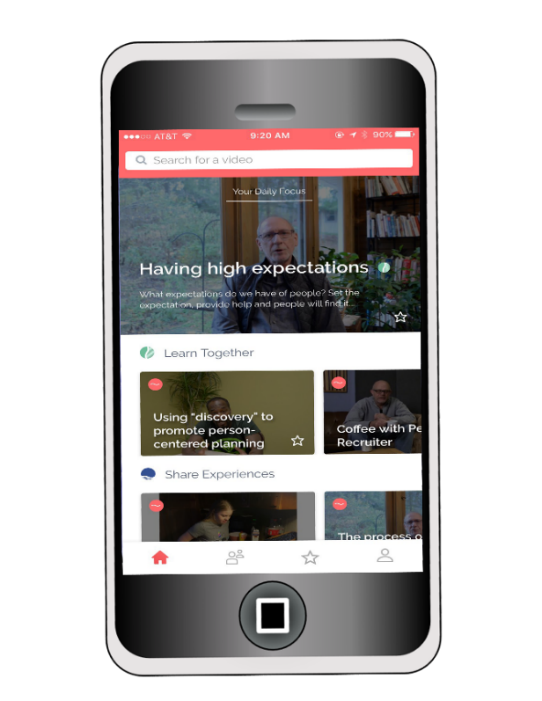 AT&T 9:20 AM 90%
Search for a video
Your Daily Focus
Having high expectations
What expectations do we have of people? Set the
expectation, provide help and people will find it...
Learn Together
Using "discovery" to
promote person-
centered planning
Coffee with Pe
Recruiter
Share Experiences
The process o